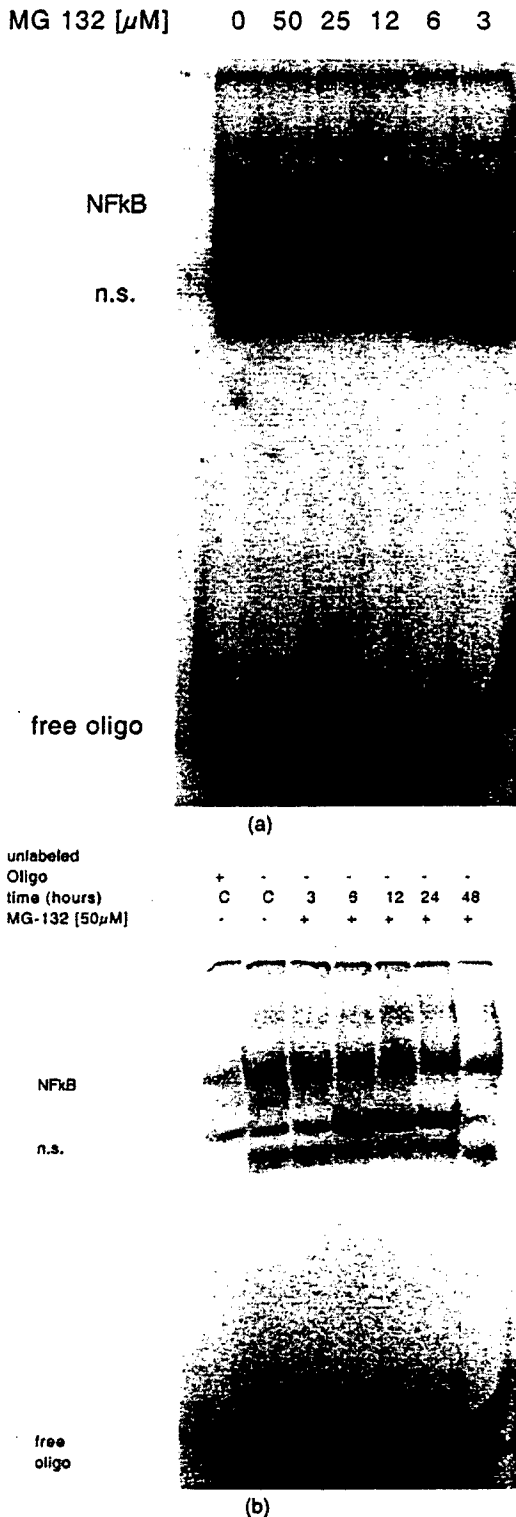 MG 132 [µM] 0 50 25 12 6 3
NFkB
n.s.
free oligo
(a)
unlabeled
Oligo + - - - - - -
time (hours) C C 3 6 12 24 48
MG-132 [50µM] - - + + + + +
NFkB
n.s.
free
oligo
(b)